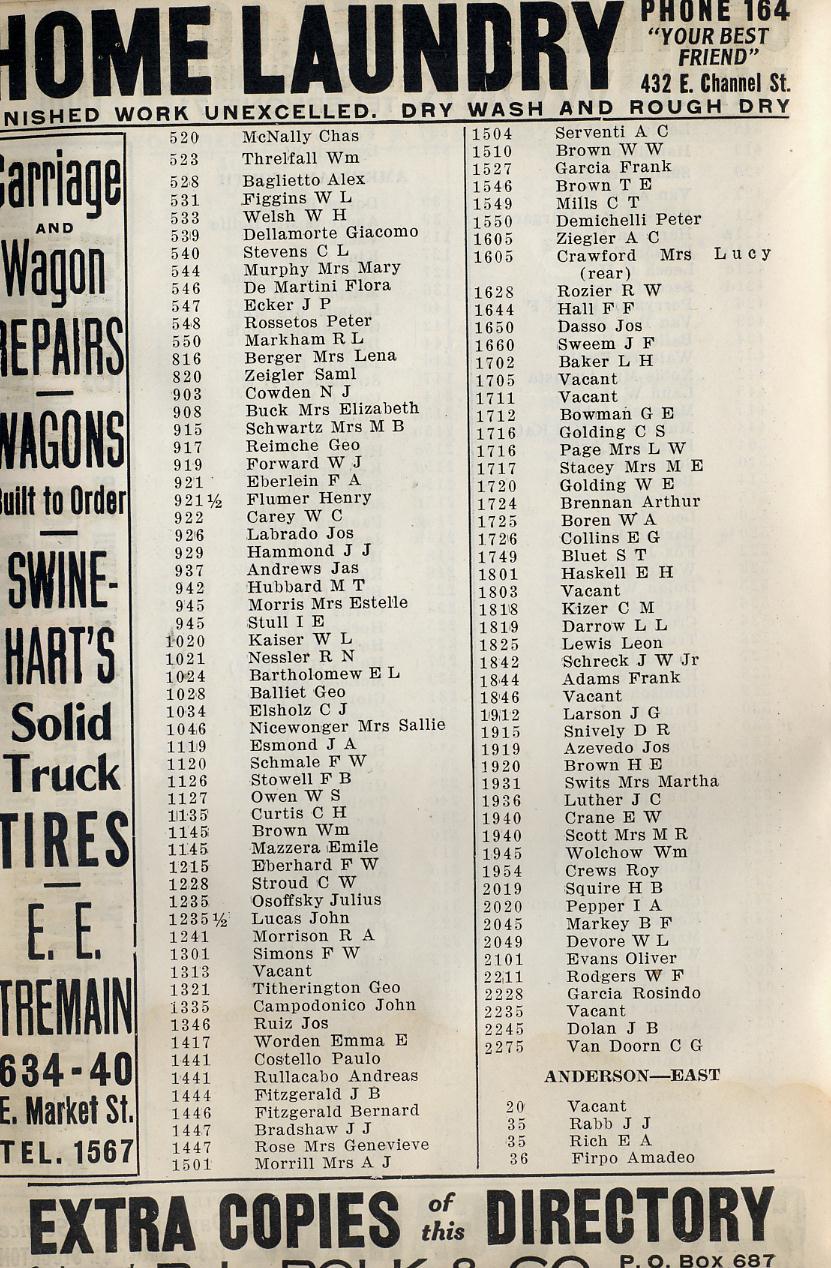 HOME LAUNDRY
PHONE 164
"YOUR BEST
FRIEND"
432 E. Channel St.
NISHED WORK UNEXCELLED. DRY WASH AND ROUGH DRY
Carriage
AND
Wagon
REPAIRS
WAGONS
Built to Order
SWINE-
HART'S
Solid
Truck
TIRES
E. E.
TREMAIN
634-40
E. Market St.
TEL. 1567
520 McNally Chas
523 Threlfall Wm
528 Baglietto Alex
531 Figgins W L
533 Welsh W H
539 Dellamorte Giacomo
540 Stevens C L
544 Murphy Mrs Mary
546 De Martini Flora
547 Ecker J P
548 Rossetos Peter
550 Markham R L
816 Berger Mrs Lena
820 Zeigler Saml
903 Cowden N J
908 Buck Mrs Elizabeth
915 Schwartz Mrs M B
917 Reimche Geo
919 Forward W J
921 Eberlein F A
921½ Flumer Henry
922 Carey W C
926 Labrado Jos
929 Hammond J J
937 Andrews Jas
942 Hubbard M T
945 Morris Mrs Estelle
945 Stull I E
1020 Kaiser W L
1021 Nessler R N
1024 Bartholomew E L
1028 Balliet Geo
1034 Elsholz C J
1046 Nicewonger Mrs Sallie
1119 Esmond J A
1120 Schmale F W
1126 Stowell F B
1127 Owen W S
1135 Curtis C H
1145 Brown Wm
1145 Mazzera Emile
1215 Eberhard F W
1228 Stroud C W
1235 Osoffsky Julius
1235½ Lucas John
1241 Morrison R A
1301 Simons F W
1313 Vacant
1321 Titherington Geo
1335 Campodonico John
1346 Ruiz Jos
1417 Worden Emma E
1441 Costello Paulo
1441 Rullacabo Andreas
1444 Fitzgerald J B
1446 Fitzgerald Bernard
1447 Bradshaw J J
1447 Rose Mrs Genevieve
1501 Morrill Mrs A J
1504 Serventi A C
1510 Brown W W
1527 Garcia Frank
1546 Brown T E
1549 Mills C T
1550 Demichelli Peter
1605 Ziegler A C
1605 Crawford Mrs Lucy
(rear)
1628 Rozier R W
1644 Hall F F
1650 Dasso Jos
1660 Sweem J F
1702 Baker L H
1705 Vacant
1711 Vacant
1712 Bowman G E
1716 Golding C S
1716 Page Mrs L W
1717 Stacey Mrs M E
1720 Golding W E
1724 Brennan Arthur
1725 Boren W A
1726 Collins E G
1749 Bluet S T
1801 Haskell E H
1803 Vacant
1818 Kizer C M
1819 Darrow L L
1825 Lewis Leon
1842 Schreck J W Jr
1844 Adams Frank
1846 Vacant
1912 Larson J G
1915 Snively D R
1919 Azevedo Jos
1920 Brown H E
1931 Swits Mrs Martha
1936 Luther J C
1940 Crane E W
1940 Scott Mrs M R
1945 Wolchow Wm
1954 Crews Roy
2019 Squire H B
2020 Pepper I A
2045 Markey B F
2049 Devore W L
2101 Evans Oliver
2211 Rodgers W F
2228 Garcia Rosindo
2235 Vacant
2245 Dolan J B
2275 Van Doorn C G
ANDERSON—EAST
20 Vacant
35 Rabb J J
35 Rich E A
36 Firpo Amadeo
EXTRA COPIES of this DIRECTORY
R. L. POLK & CO.
P. O. BOX 687